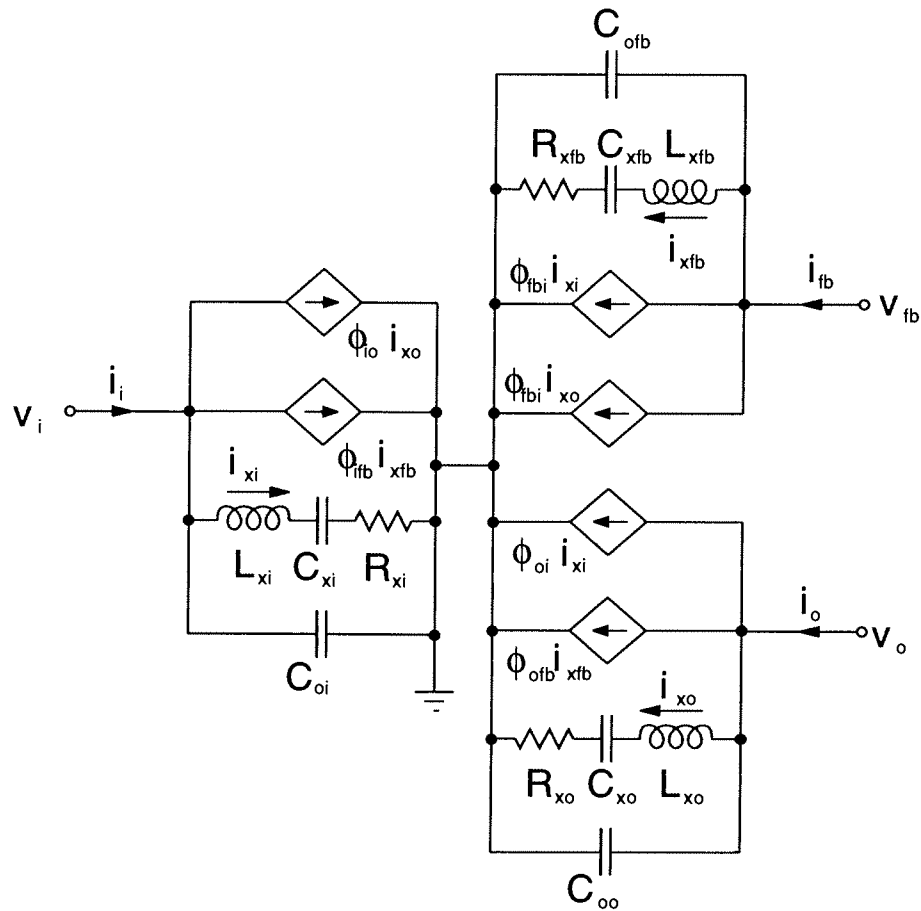 C ofb
R xfb C xfb L xfb
i xfb
ϕ fbi i xi
i fb
v fb
ϕ io i xo
ϕ fbi i xo
i i
v i
ϕ ifb i xfb
i xi
L xi C xi R xi
ϕ oi i xi
i o
v o
ϕ ofb i xfb
C oi
i xo
R xo C xo L xo
C oo